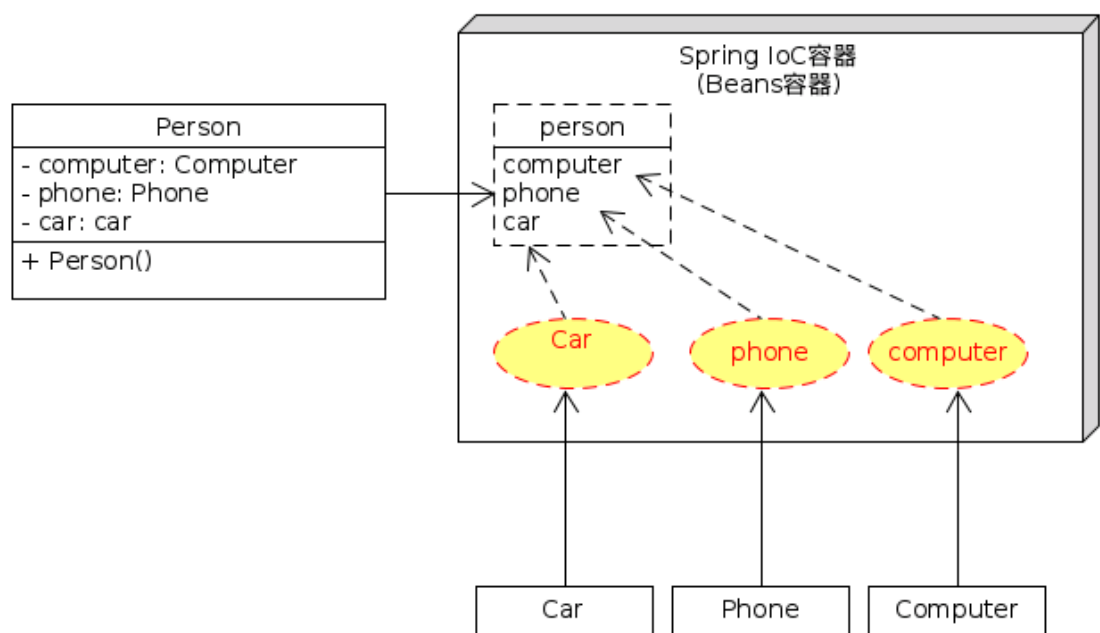 Spring IoC容器
(Beans容器)
Person
- computer: Computer
- phone: Phone
- car: car
+ Person()
person
computer
phone
car
Car
phone
computer
Car
Phone
Computer